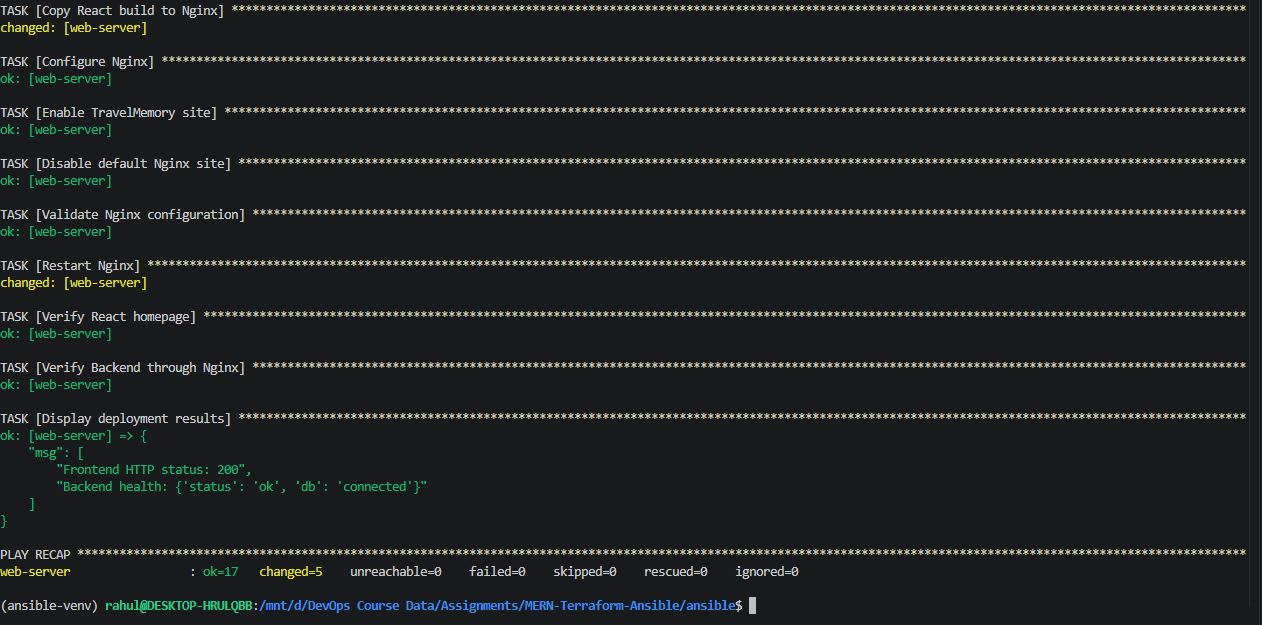 TASK [Copy React build to Nginx] ************************************************************************************************************************************************
changed: [web-server]
TASK [Configure Nginx] **********************************************************************************************************************************************************
ok: [web-server]
TASK [Enable TravelMemory site] *************************************************************************************************************************************************
ok: [web-server]
TASK [Disable default Nginx site] ***********************************************************************************************************************************************
ok: [web-server]
TASK [Validate Nginx configuration] *********************************************************************************************************************************************
ok: [web-server]
TASK [Restart Nginx] ************************************************************************************************************************************************************
changed: [web-server]
TASK [Verify React homepage] ****************************************************************************************************************************************************
ok: [web-server]
TASK [Verify Backend through Nginx] *********************************************************************************************************************************************
ok: [web-server]
TASK [Display deployment results] ***********************************************************************************************************************************************
ok: [web-server] => {
    "msg": [
        "Frontend HTTP status: 200",
        "Backend health: {'status': 'ok', 'db': 'connected'}"
    ]
}
PLAY RECAP **********************************************************************************************************************************************************************
web-server                 : ok=17   changed=5    unreachable=0    failed=0    skipped=0    rescued=0    ignored=0
(ansible-venv) rahul@DESKTOP-HRULQBB:/mnt/d/DevOps Course Data/Assignments/MERN-Terraform-Ansible/ansible$